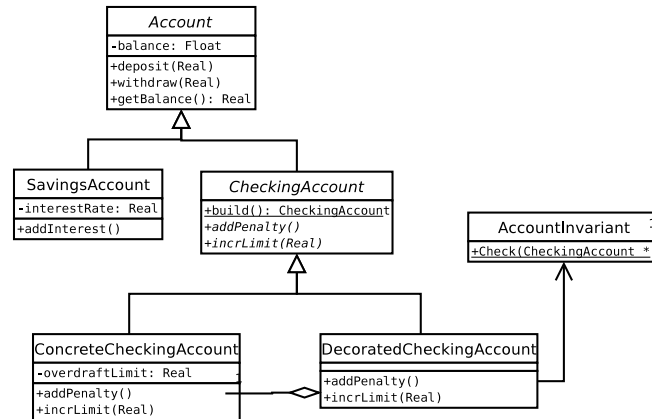 Account
-balance: Float
+deposit(Real)
+withdraw(Real)
+getBalance(): Real
SavingsAccount
-interestRate: Real
+addInterest()
CheckingAccount
+build(): CheckingAccount
+addPenalty()
+incrLimit(Real)
AccountInvariant
+Check(CheckingAccount *
ConcreteCheckingAccount
-overdraftLimit: Real
+addPenalty()
+incrLimit(Real)
DecoratedCheckingAccount
+addPenalty()
+incrLimit(Real)